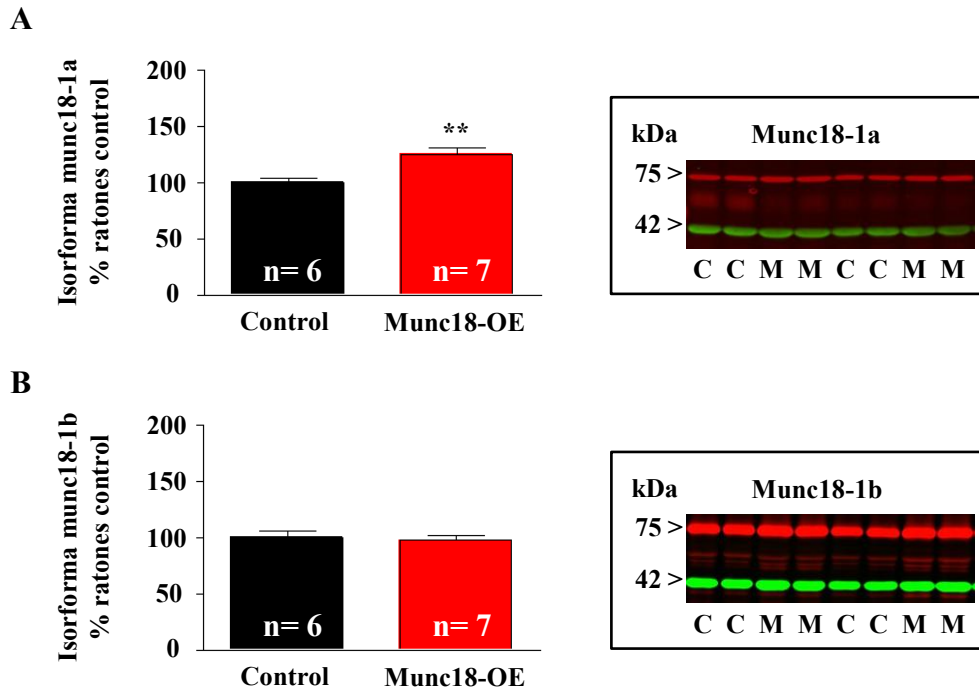 A
Isorforma munc18-1a
% ratones control
200
150
100
50
0
**
n= 6
n= 7
Control
Munc18-OE
kDa
Munc18-1a
75 >
42 >
C C M M C C M M
B
Isorforma munc18-1b
% ratones control
200
150
100
50
0
n= 6
n= 7
Control
Munc18-OE
kDa
Munc18-1b
75 >
42 >
C C M M C C M M